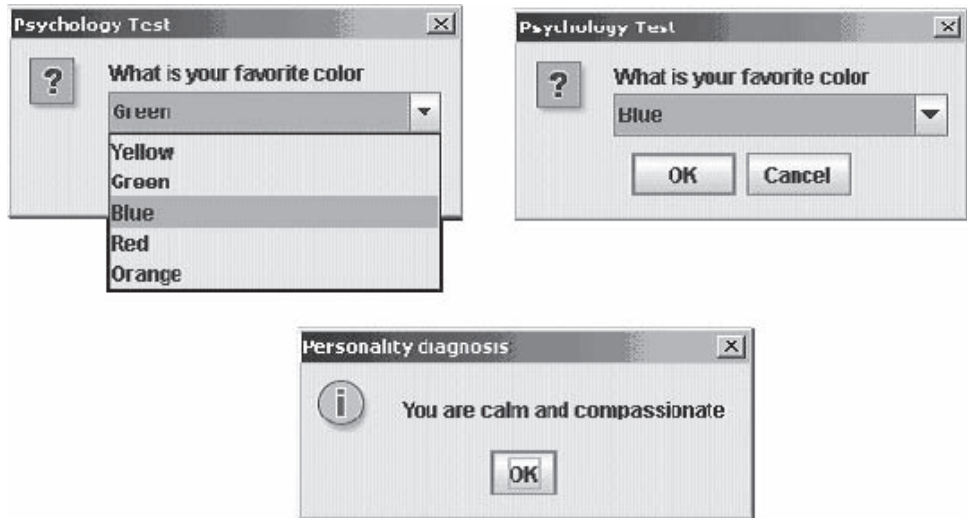 Psychology Test
What is your favorite color
Green
Yellow
Green
Blue
Red
Orange
Psychology Test
What is your favorite color
Blue
OK Cancel
Personality diagnosis
You are calm and compassionate
OK